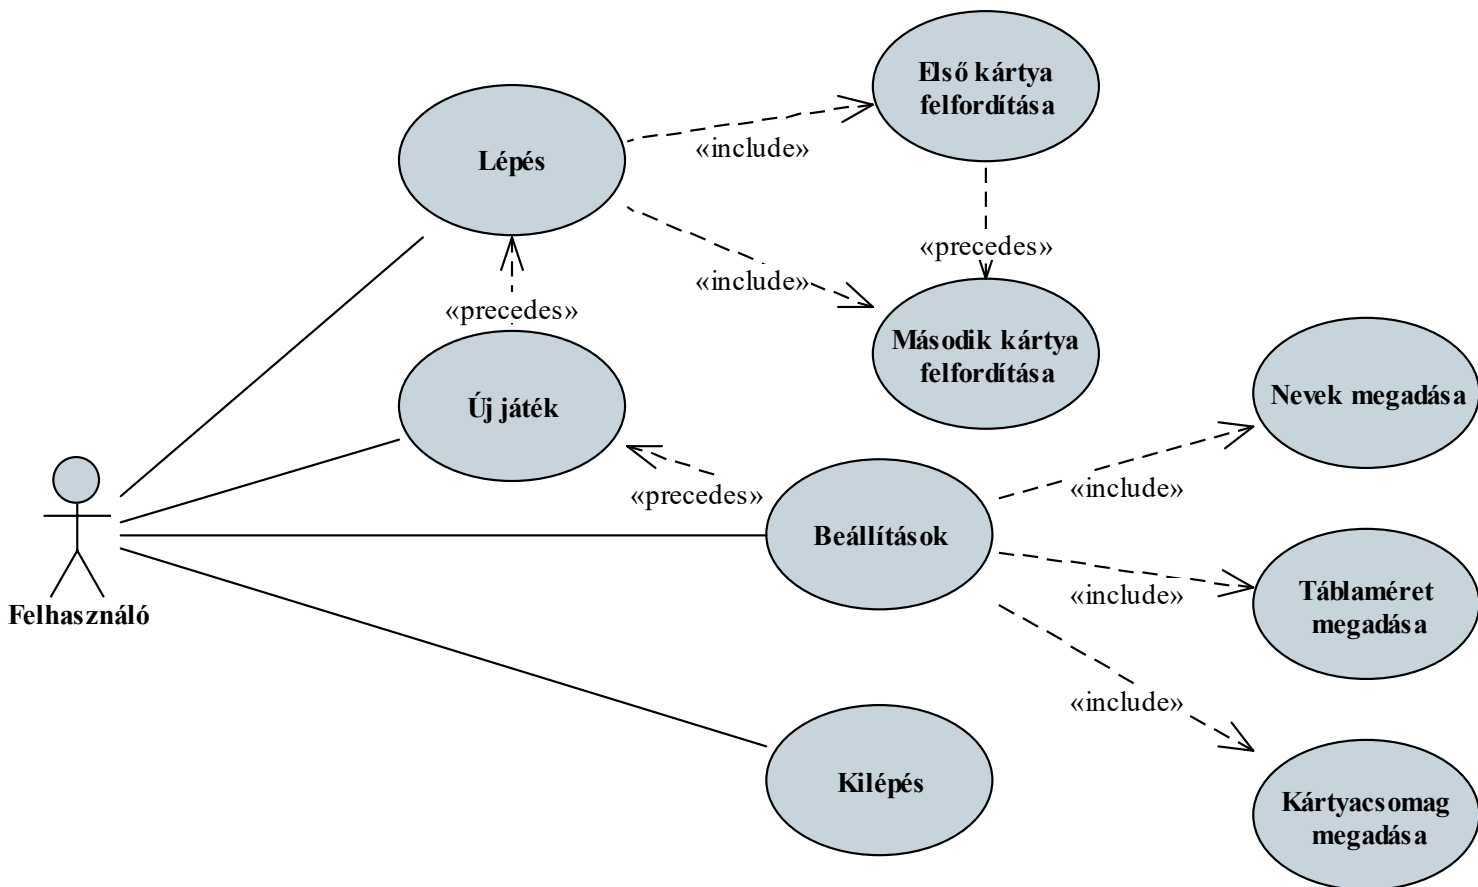 Első kártya
felfordítása
Lépés
«include»
«precedes»
«include»
«precedes»
Második kártya
felfordítása
Új játék
Nevek megadása
«precedes»
«include»
Beállítások
Táblaméret
megadása
«include»
Felhasználó
«include»
Kilépés
Kártyacsomag
megadása